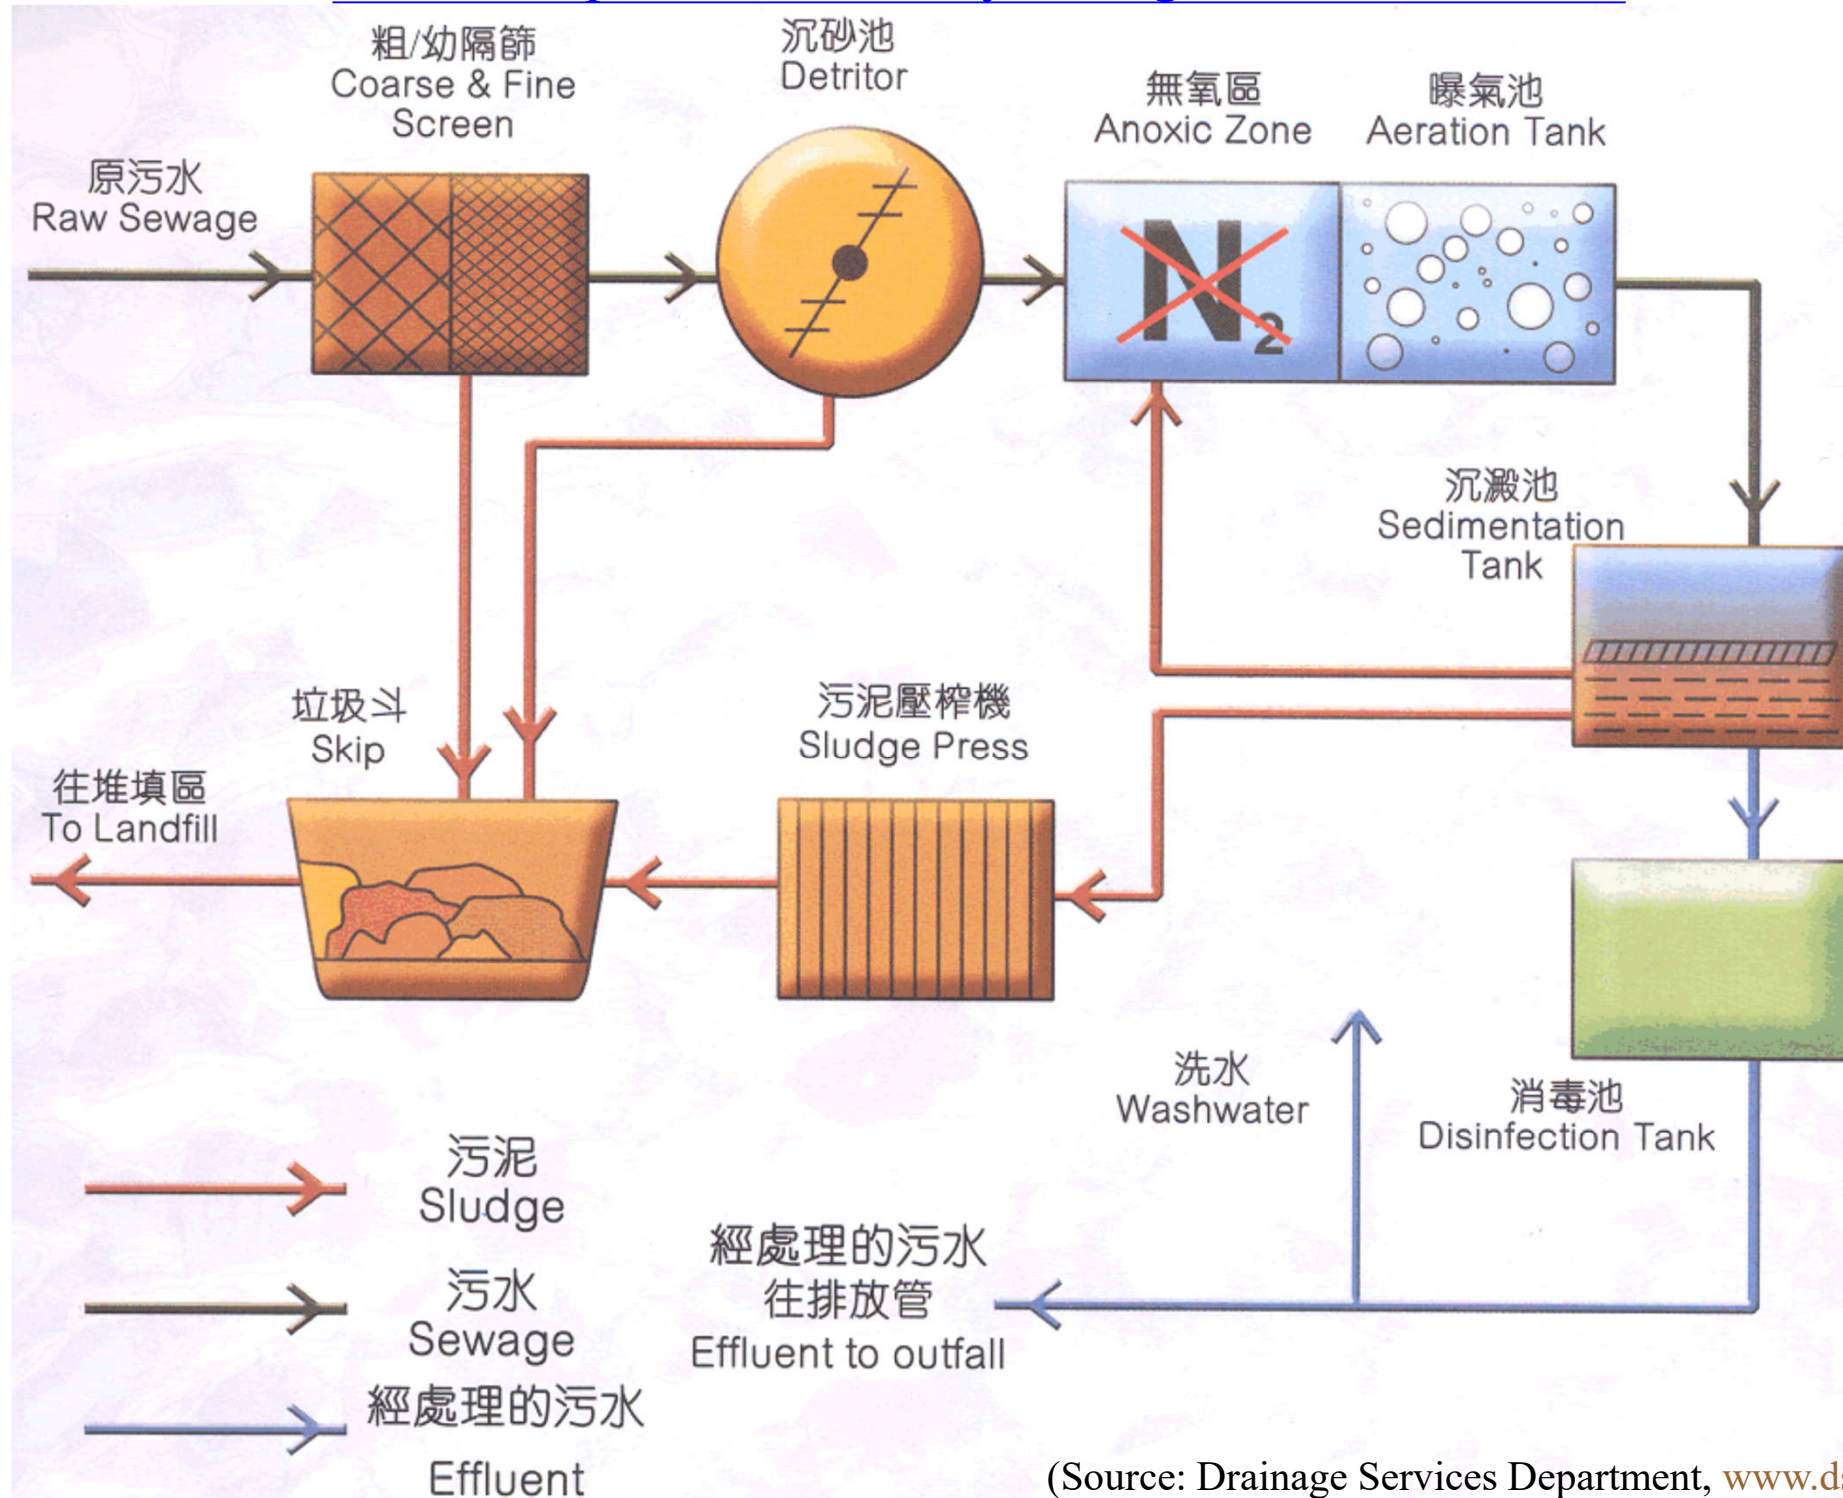 粗/幼隔篩
Coarse & Fine
Screen
沉砂池
Detritor
無氧區
Anoxic Zone
曝氣池
Aeration Tank
原污水
Raw Sewage
N2
沉澱池
Sedimentation
Tank
垃圾斗
Skip
污泥壓榨機
Sludge Press
往堆填區
To Landfill
洗水
Washwater
消毒池
Disinfection Tank
污泥
Sludge
污水
Sewage
經處理的污水
Effluent
經處理的污水
往排放管
Effluent to outfall
(Source: Drainage Services Department, www.ds